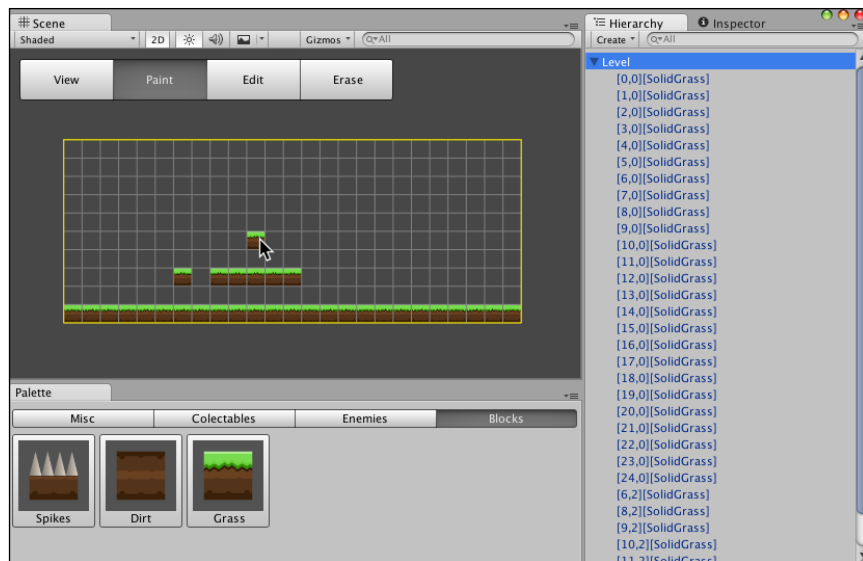 Scene
Shaded 2D Gizmos All
View Paint Edit Erase
Palette
Misc Colectables Enemies Blocks
Spikes Dirt Grass
Hierarchy Inspector
Create All
Level
[0,0][SolidGrass]
[1,0][SolidGrass]
[2,0][SolidGrass]
[3,0][SolidGrass]
[4,0][SolidGrass]
[5,0][SolidGrass]
[6,0][SolidGrass]
[7,0][SolidGrass]
[8,0][SolidGrass]
[9,0][SolidGrass]
[10,0][SolidGrass]
[11,0][SolidGrass]
[12,0][SolidGrass]
[13,0][SolidGrass]
[14,0][SolidGrass]
[15,0][SolidGrass]
[16,0][SolidGrass]
[17,0][SolidGrass]
[18,0][SolidGrass]
[19,0][SolidGrass]
[20,0][SolidGrass]
[21,0][SolidGrass]
[22,0][SolidGrass]
[23,0][SolidGrass]
[24,0][SolidGrass]
[6,2][SolidGrass]
[8,2][SolidGrass]
[9,2][SolidGrass]
[10,2][SolidGrass]
[11,2][SolidGrass]